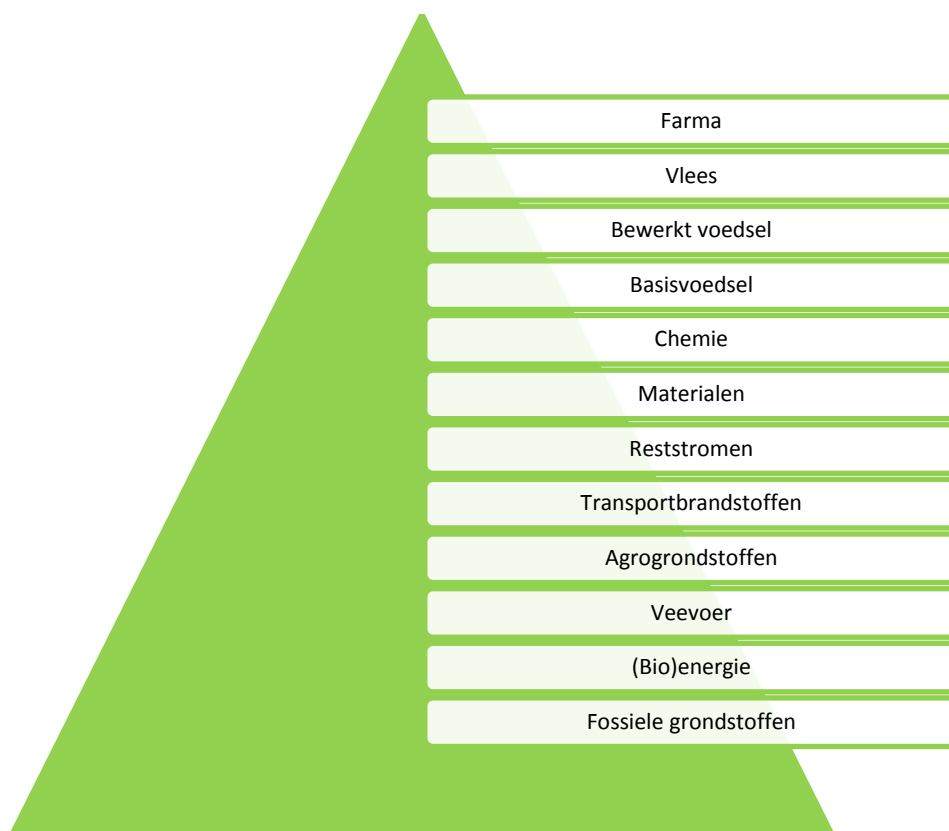 Farma
Vlees
Bewerkt voedsel
Basisvoedsel
Chemie
Materialen
Reststromen
Transportbrandstoffen
Agrogrondstoffen
Veevoer
(Bio)energie
Fossiele grondstoffen